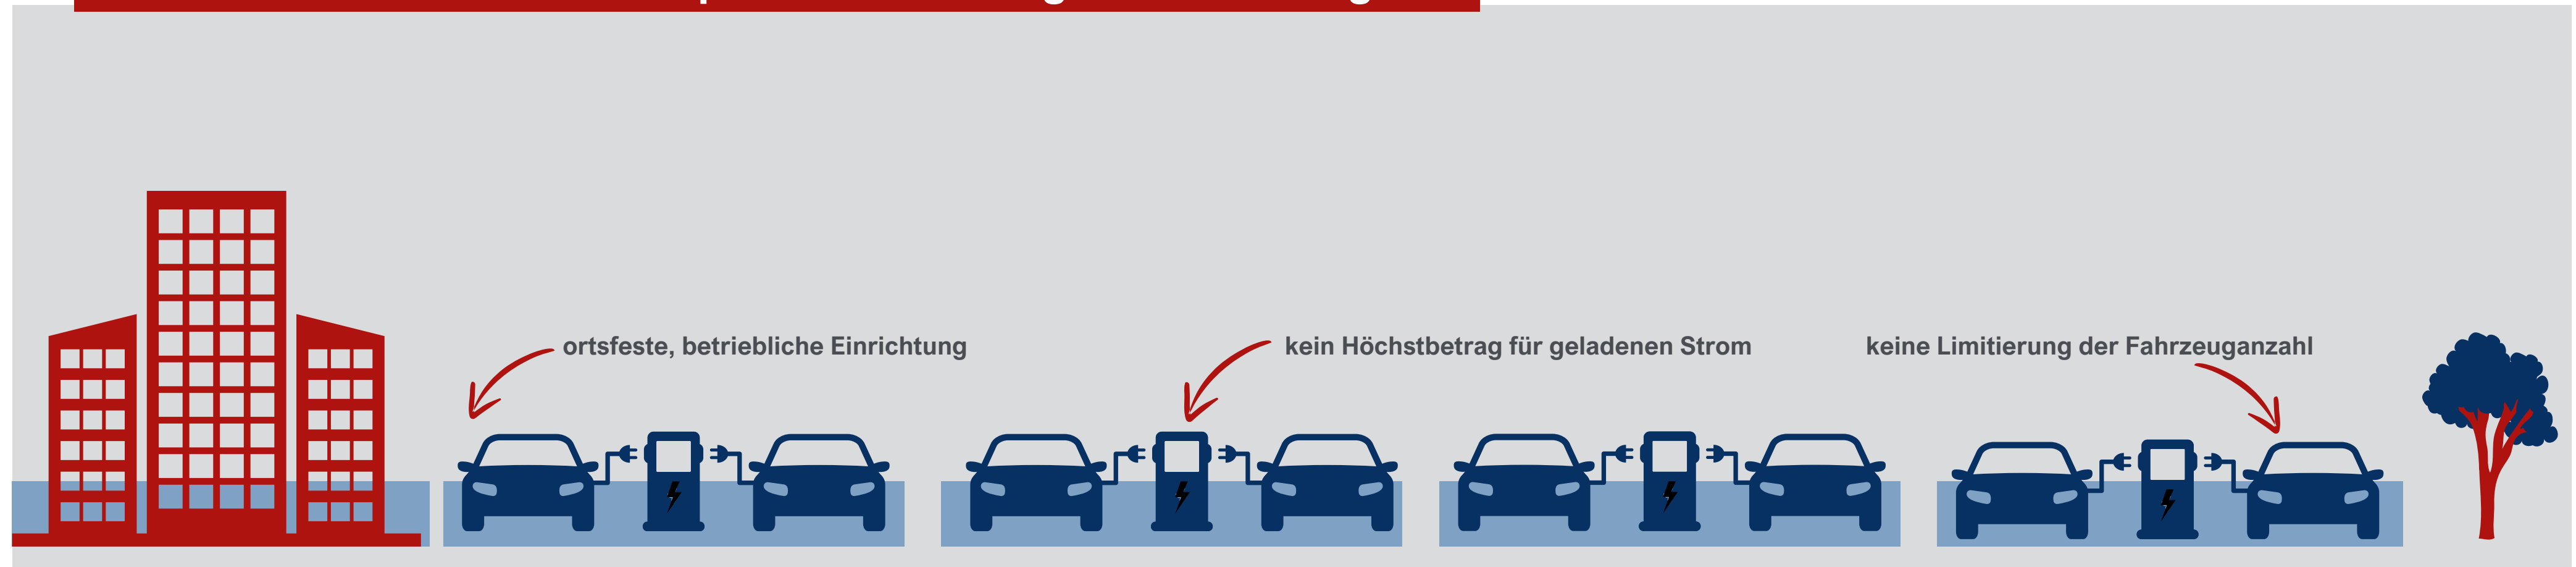 ortsfeste, betriebliche Einrichtung
kein Höchstbetrag für geladenen Strom
keine Limitierung der Fahrzeuganzahl